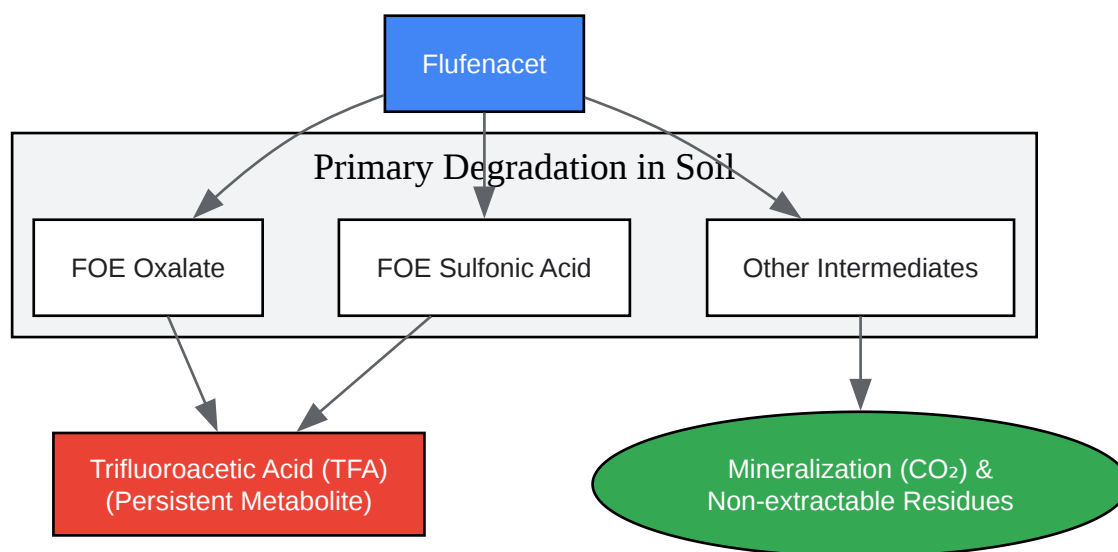 Flufenacet
Primary Degradation in Soil
FOE Oxalate
FOE Sulfonic Acid
Other Intermediates
Trifluoroacetic Acid (TFA)
(Persistent Metabolite)
Mineralization (CO₂) &
Non-extractable Residues